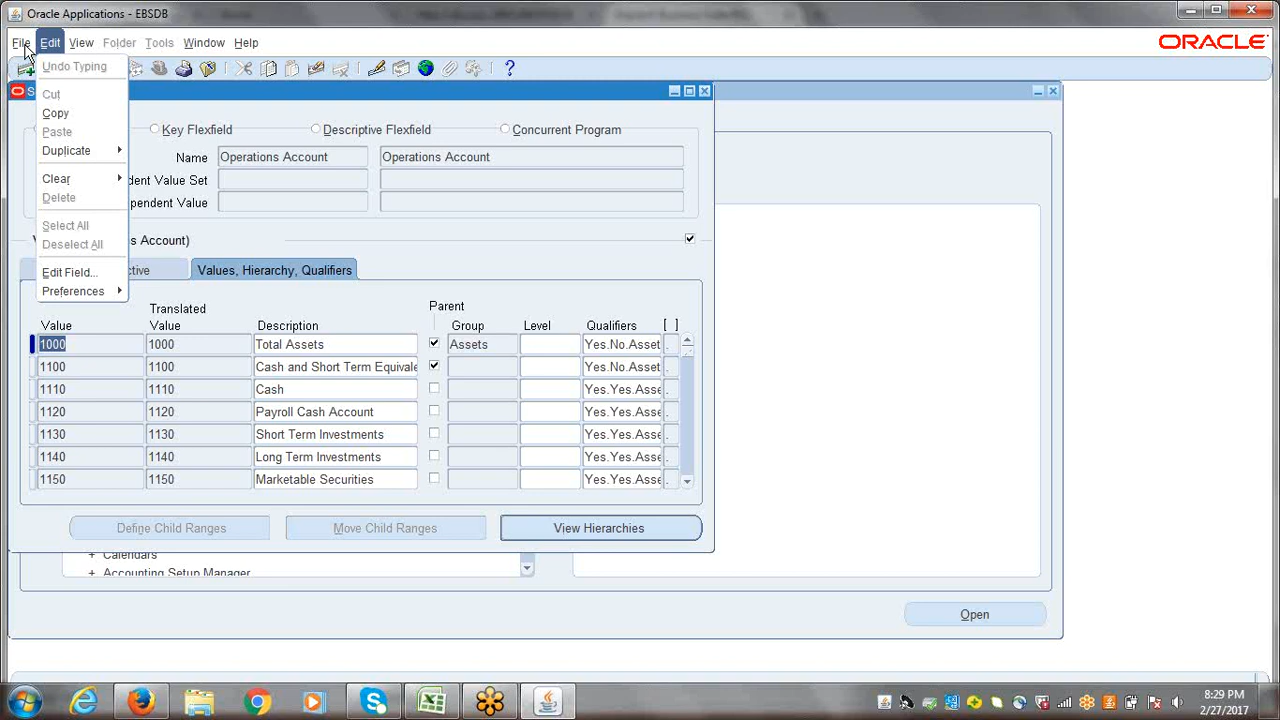 Oracle Applications - EBSDB
File Edit View Folder Tools Window Help
ORACLE
Undo Typing
Cut
Copy
Paste
Duplicate
Clear
Delete
Select All
Deselect All
Edit Field...
Preferences
Key Flexfield Descriptive Flexfield Concurrent Program
Name Operations Account Operations Account
dent Value Set
pendent Value
s Account)
ctive Values, Hierarchy, Qualifiers
Translated Parent
Value Value Description Group Level Qualifiers [ ]
1000 1000 Total Assets Assets Yes.No.Asset .
1100 1100 Cash and Short Term Equivale Yes.No.Asset .
1110 1110 Cash Yes.Yes.Asse .
1120 1120 Payroll Cash Account Yes.Yes.Asse .
1130 1130 Short Term Investments Yes.Yes.Asse .
1140 1140 Long Term Investments Yes.Yes.Asse .
1150 1150 Marketable Securities Yes.Yes.Asse .
Define Child Ranges Move Child Ranges View Hierarchies
+ Calendars
+ Accounting Setup Manager
Open
8:29 PM
2/27/2017